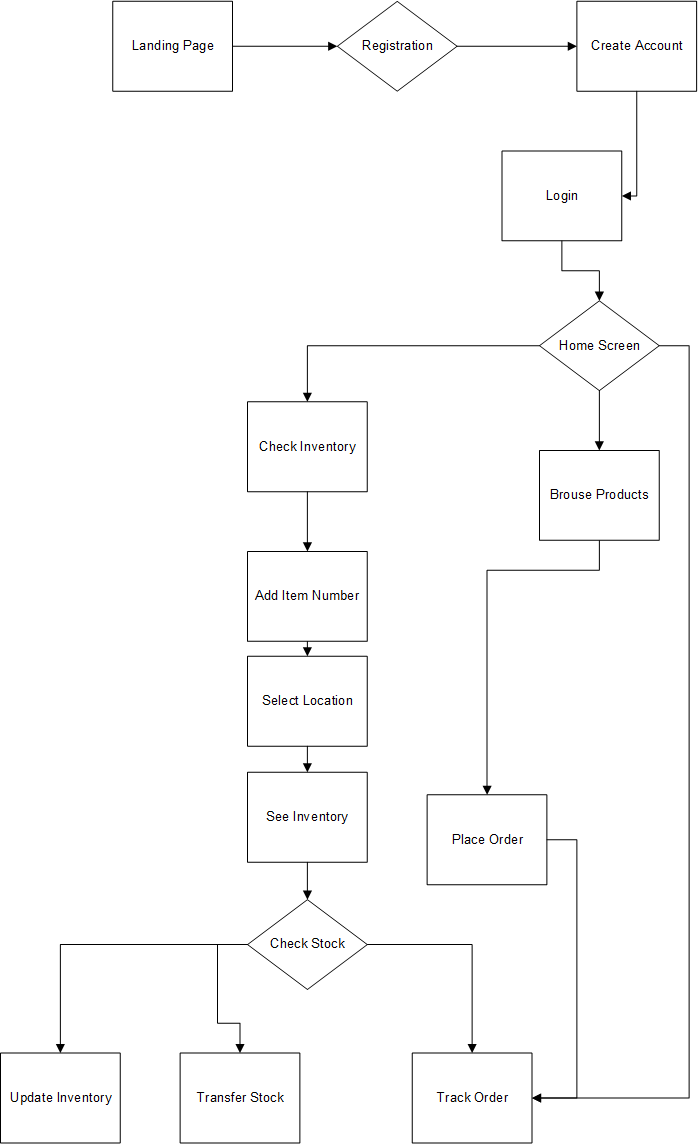 Landing Page
Registration
Create Account
Login
Home Screen
Check Inventory
Brouse Products
Add Item Number
Select Location
See Inventory
Place Order
Check Stock
Update Inventory
Transfer Stock
Track Order